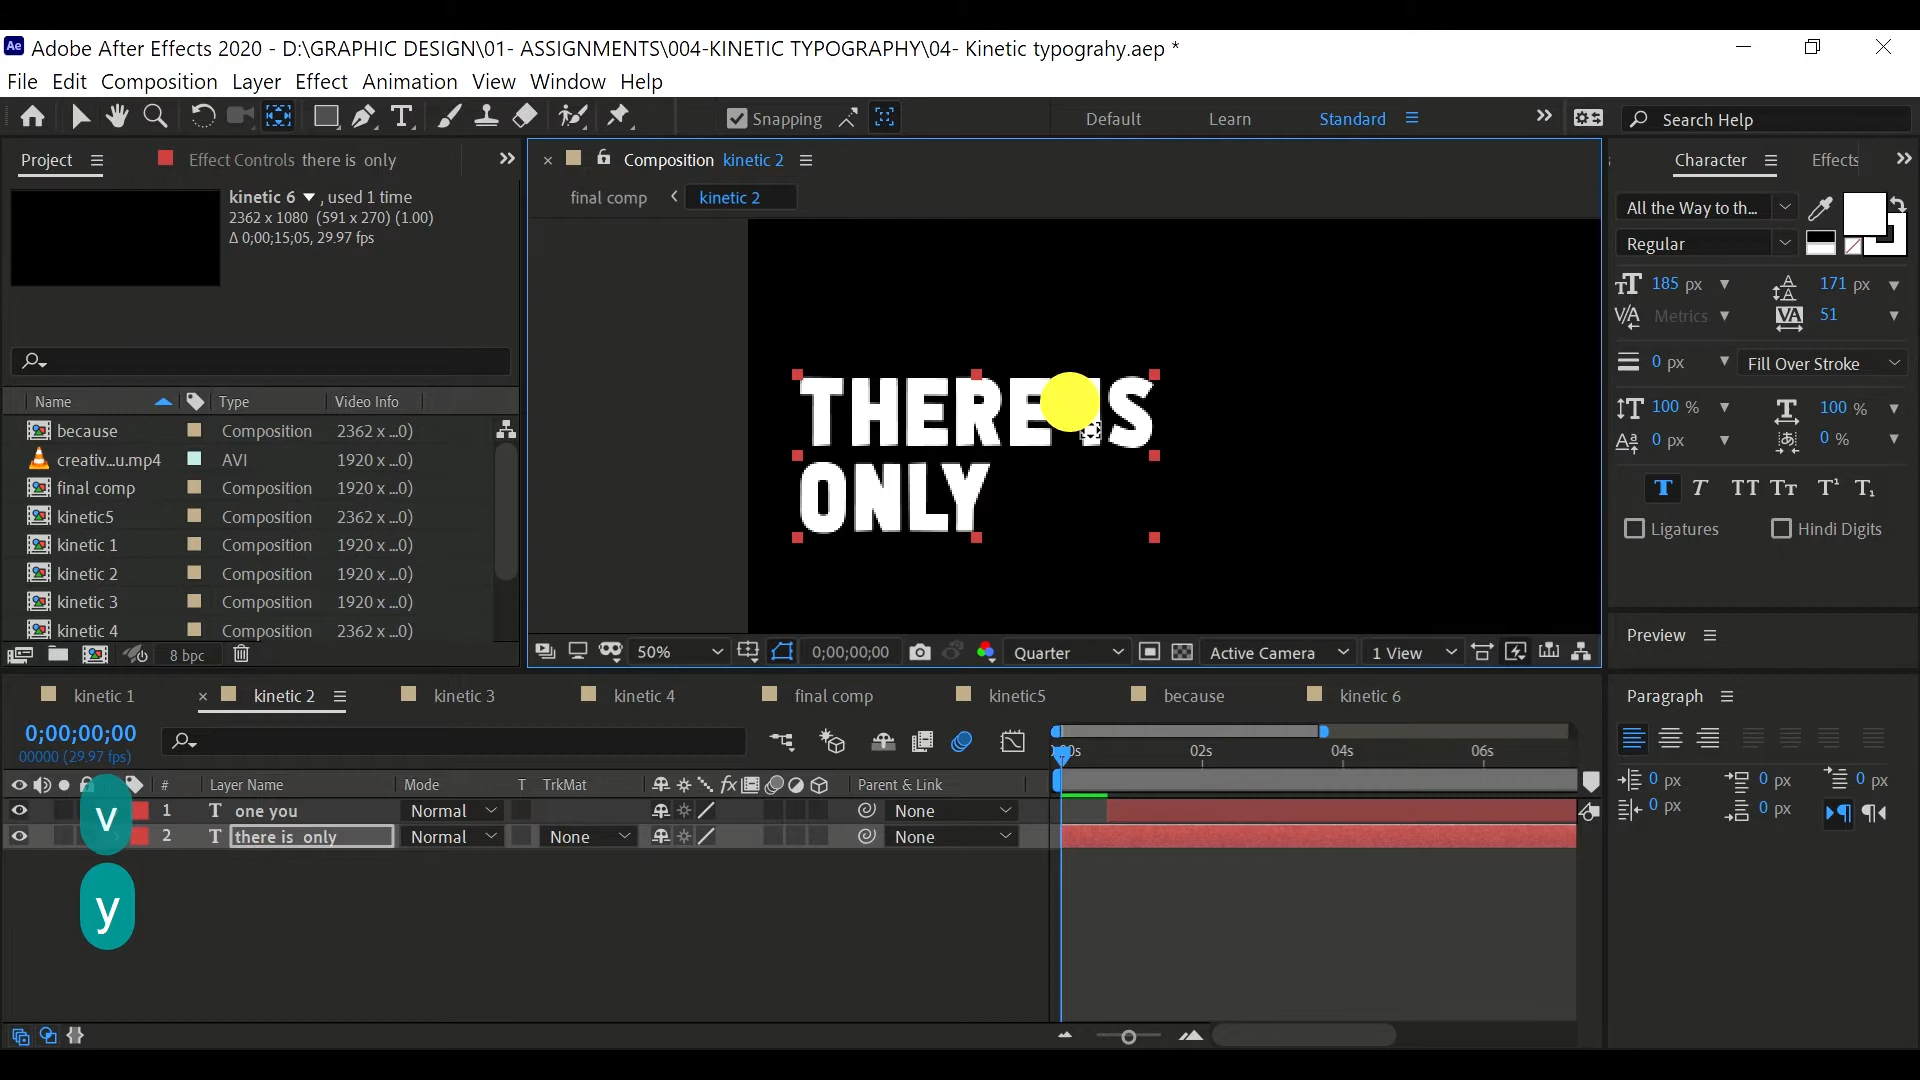 Ae Adobe After Effects 2020 - D:\GRAPHIC DESIGN\01- ASSIGNMENTS\004-KINETIC TYPOGRAPHY\04- Kinetic typograhy.aep *
File Edit Composition Layer Effect Animation View Window Help
Snapping
Default Learn Standard
Search Help
Project
Effect Controls there is only
kinetic 6 , used 1 time
2362 x 1080 (591 x 270) (1.00)
Δ 0;00;15;05, 29.97 fps
Name Type Video Info
because Composition 2362 x ...0)
creativ...u.mp4 AVI 1920 x ...0)
final comp Composition 1920 x ...0)
kinetic5 Composition 2362 x ...0)
kinetic 1 Composition 1920 x ...0)
kinetic 2 Composition 1920 x ...0)
kinetic 3 Composition 1920 x ...0)
kinetic 4 Composition 2362 x ...0)
8 bpc
Composition kinetic 2
final comp kinetic 2
THERE IS
ONLY
50% 0;00;00;00 Quarter Active Camera 1 View
Character Effects
All the Way to th...
Regular
185 px 171 px
Metrics 51
0 px Fill Over Stroke
100 % 100 %
0 px 0 %
T T TT Tт T¹ T₁
Ligatures Hindi Digits
Preview
Paragraph
0 px 0 px 0 px
0 px 0 px
kinetic 1 kinetic 2 kinetic 3 kinetic 4 final comp kinetic5 because kinetic 6
0;00;00;00
00000 (29.97 fps)
02s 04s 06s
# Layer Name Mode T TrkMat fx Parent & Link
1 T one you Normal None
2 T there is only Normal None None
v
y